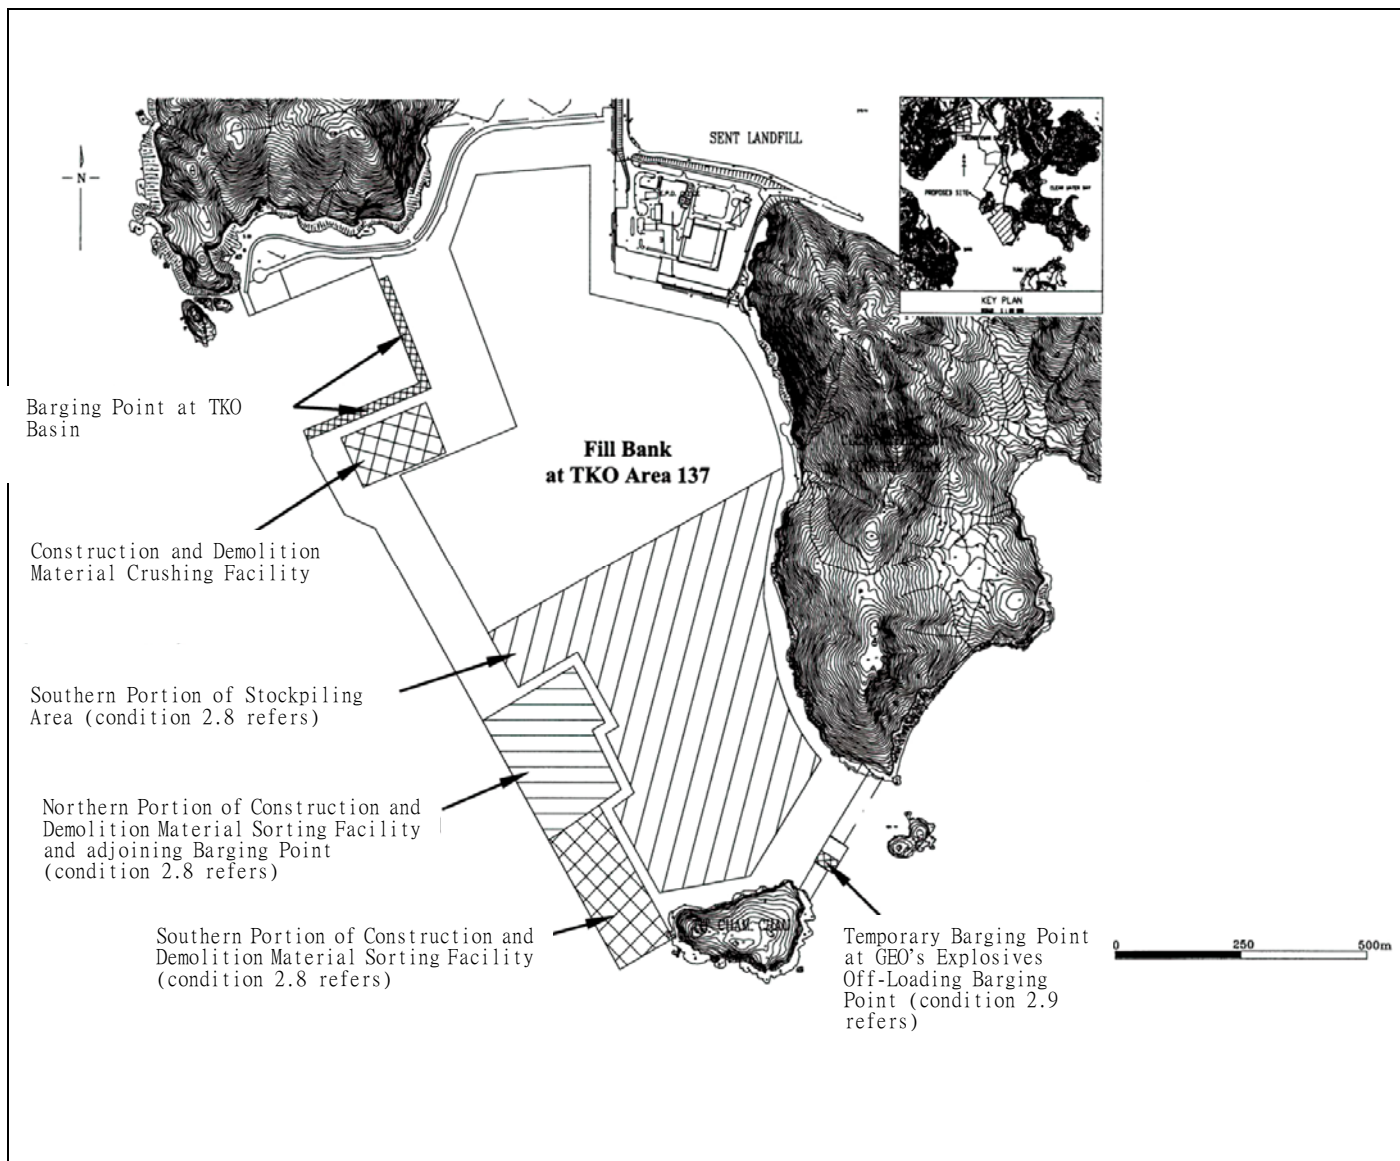 SENT LANDFILL
N
PROPOSED SITE
CLEAR WATER BAY
KEY PLAN
Barging Point at TKO
Basin
Fill Bank
at TKO Area 137
COUNTRY PARK
Construction and Demolition
Material Crushing Facility
Southern Portion of Stockpiling
Area (condition 2.8 refers)
Northern Portion of Construction and
Demolition Material Sorting Facility
and adjoining Barging Point
(condition 2.8 refers)
Southern Portion of Construction and
Demolition Material Sorting Facility
(condition 2.8 refers)
CHAM CHAU
Temporary Barging Point
at GEO's Explosives
Off-Loading Barging
Point (condition 2.9
refers)
0 250 500m